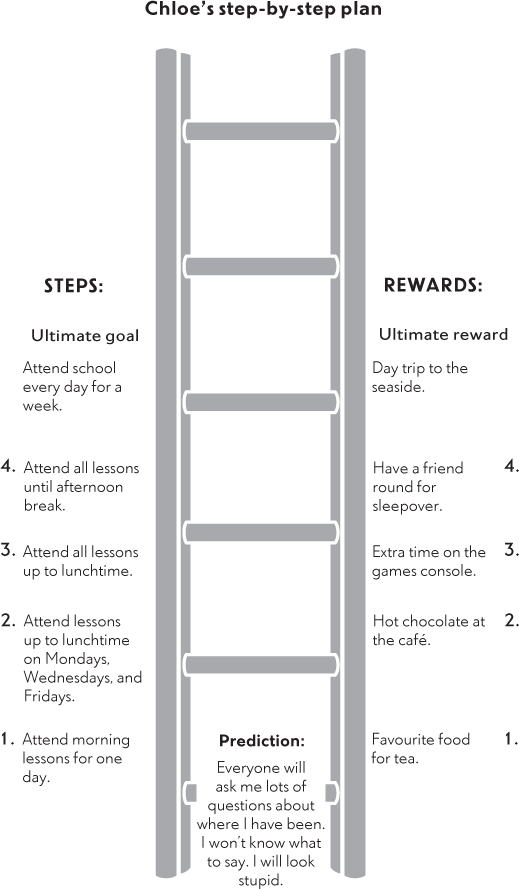 Chloe’s step-by-step plan
STEPS:
Ultimate goal
Attend school
every day for a
week.
4. Attend all lessons
until afternoon
break.
3. Attend all lessons
up to lunchtime.
2. Attend lessons
up to lunchtime
on Mondays,
Wednesdays, and
Fridays.
1. Attend morning
lessons for one
day.
Prediction:
Everyone will
ask me lots of
questions about
where I have been.
I won’t know what
to say. I will look
stupid.
REWARDS:
Ultimate reward
Day trip to the
seaside.
Have a friend 4.
round for
sleepover.
Extra time on the 3.
games console.
Hot chocolate at 2.
the café.
Favourite food 1.
for tea.